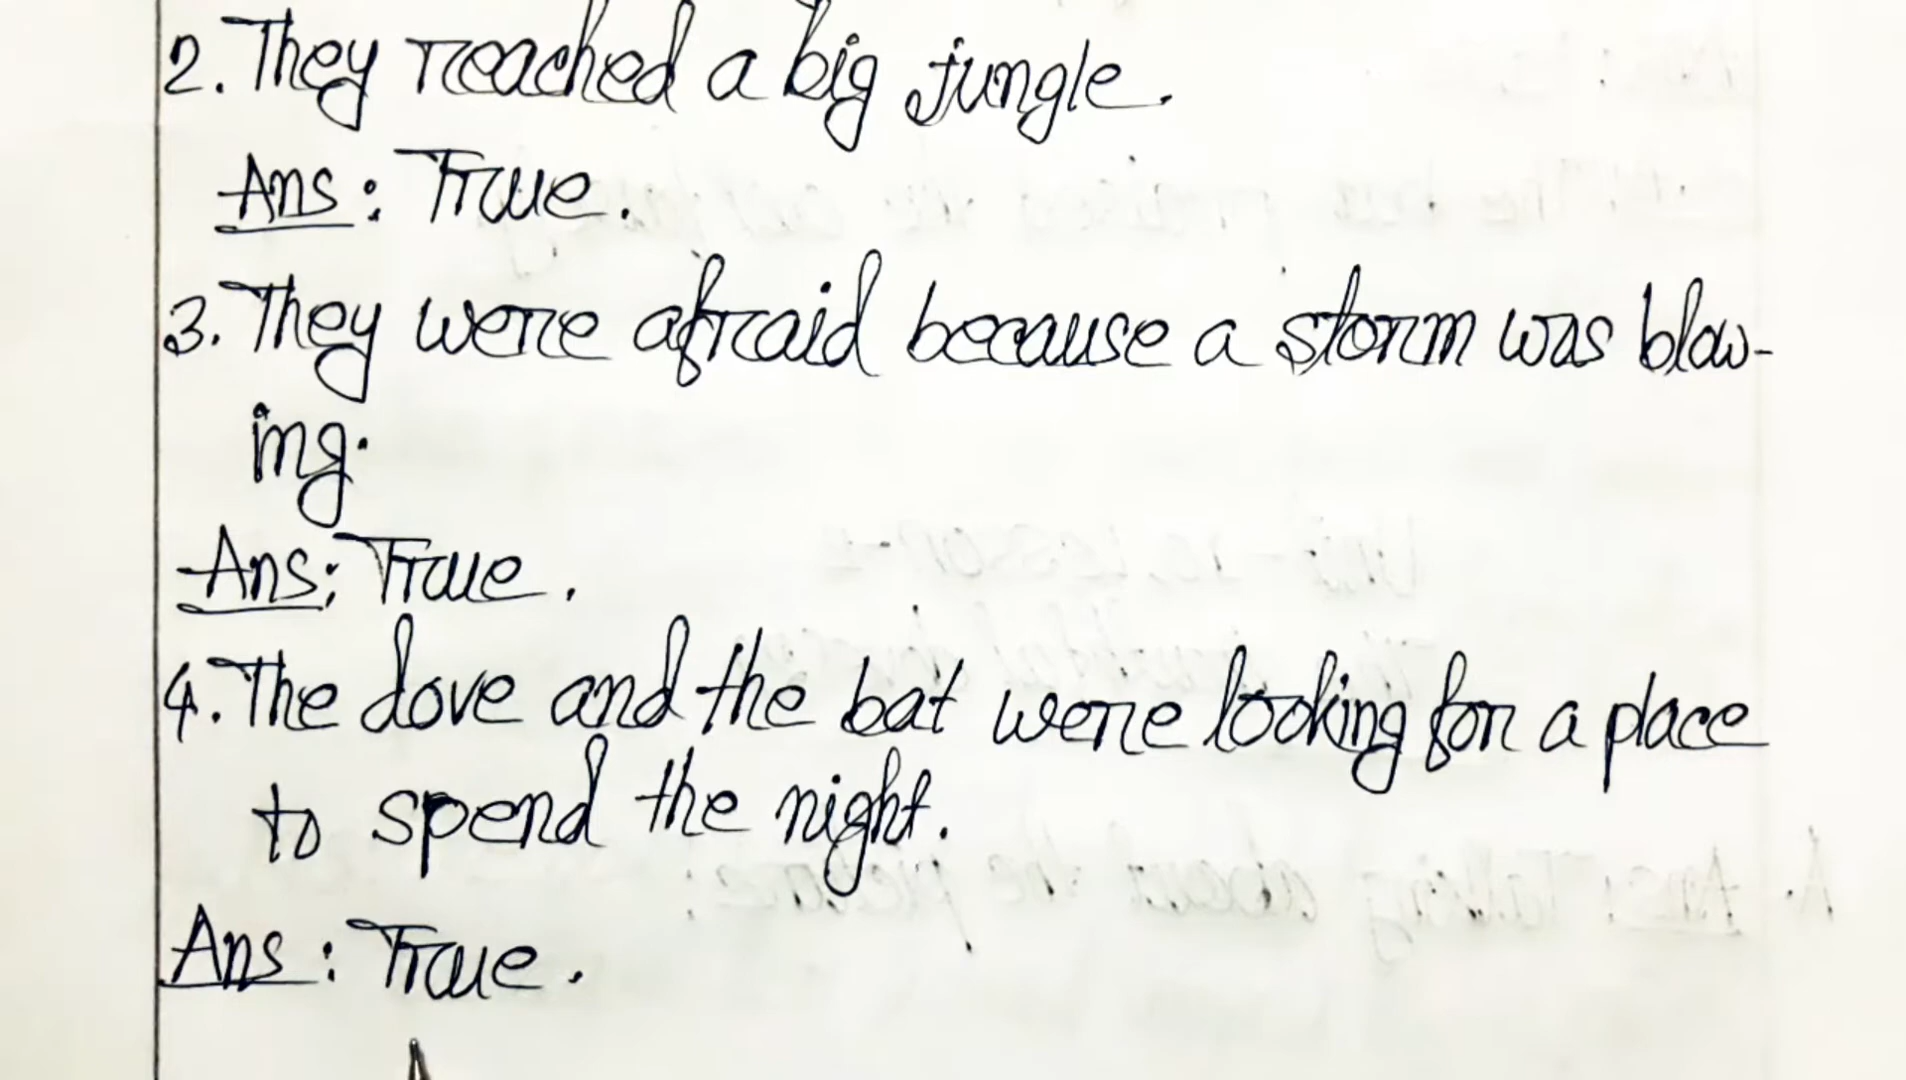 2. They reached a big jungle.
Ans: True.
3. They were afraid because a storm was blow-
ing.
Ans: True.
4. The dove and the bat were looking for a place
to spend the night.
Ans: True.